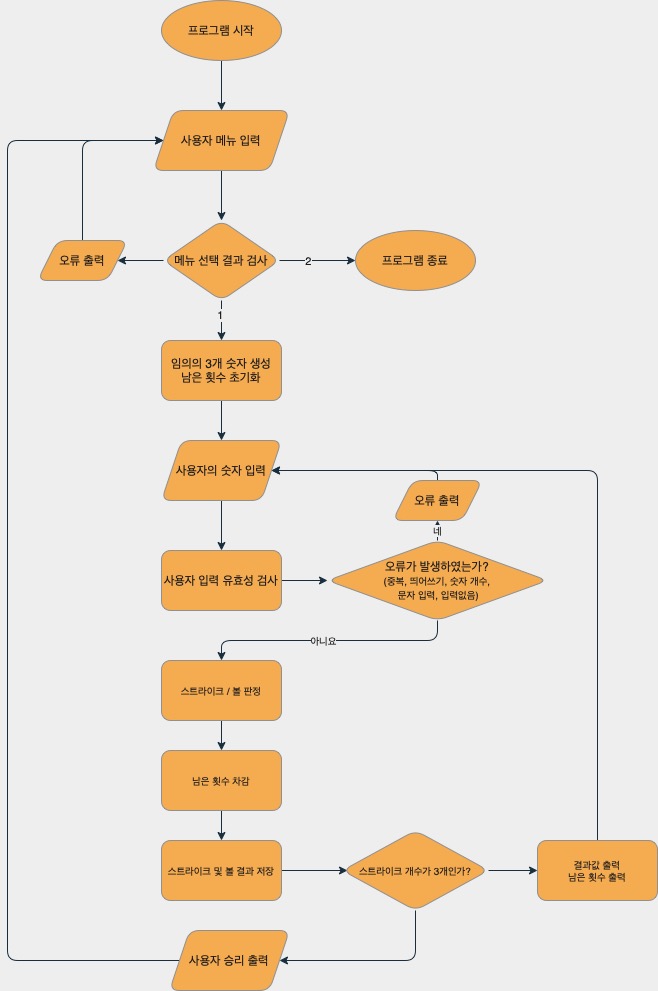 프로그램 시작
사용자 메뉴 입력
오류 출력
메뉴 선택 결과 검사
2
프로그램 종료
1
임의의 3개 숫자 생성
남은 횟수 초기화
사용자의 숫자 입력
오류 출력
네
사용자 입력 유효성 검사
오류가 발생하였는가?
(중복, 띄어쓰기, 숫자 개수,
문자 입력, 입력없음)
아니요
스트라이크 / 볼 판정
남은 횟수 차감
스트라이크 및 볼 결과 저장
스트라이크 개수가 3개인가?
결과값 출력
남은 횟수 출력
사용자 승리 출력